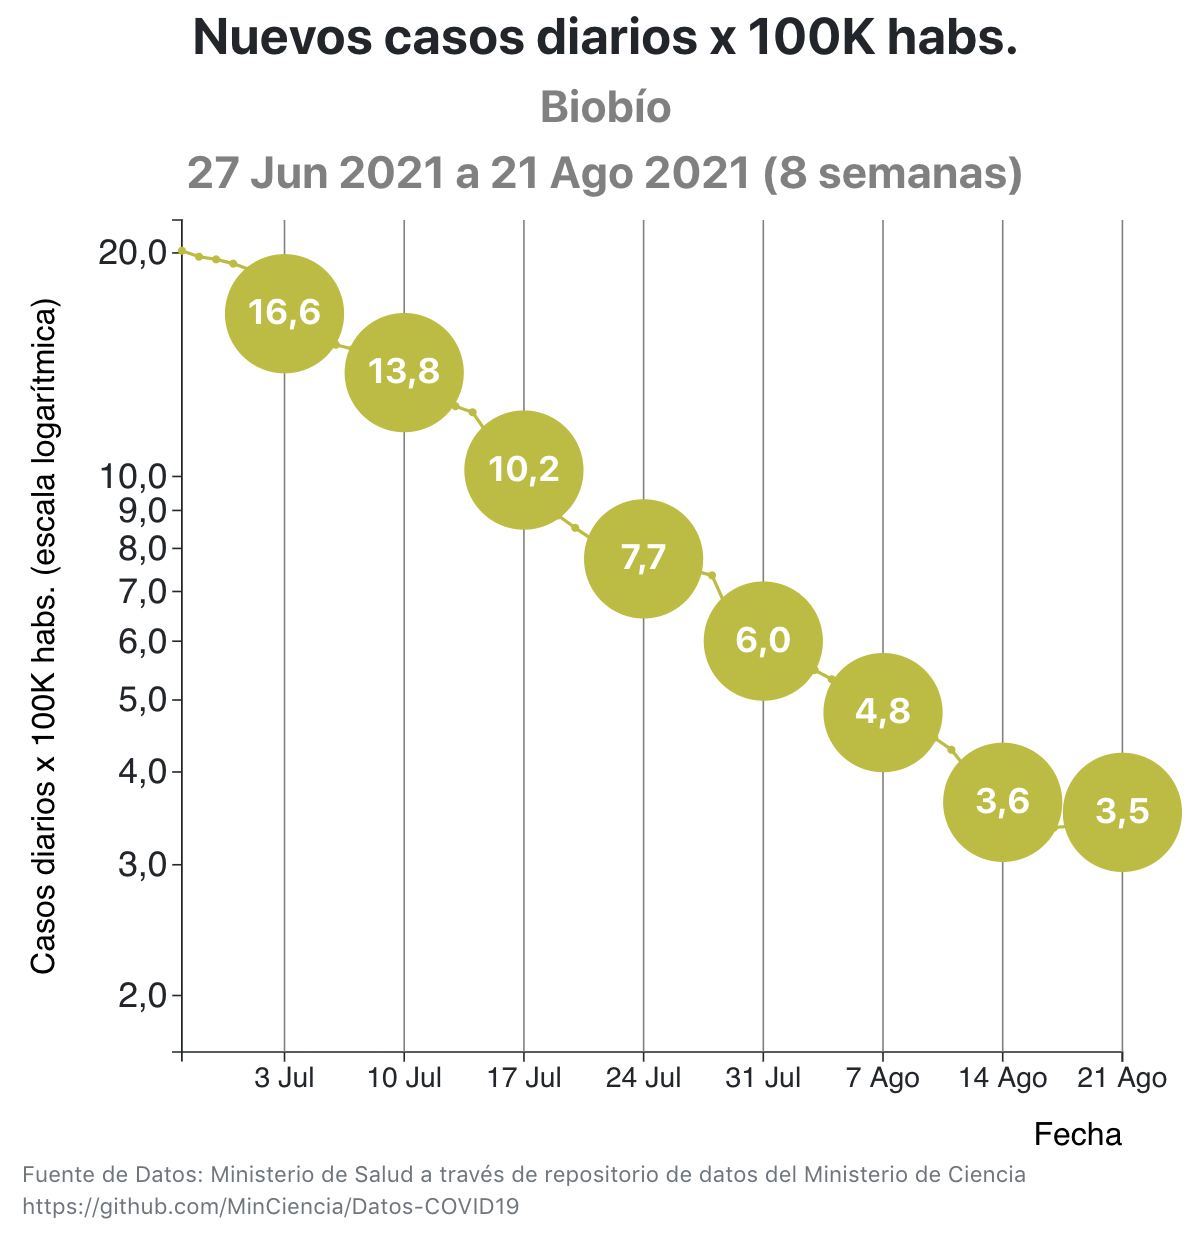 Nuevos casos diarios x 100K habs.
Biobío
27 Jun 2021 a 21 Ago 2021 (8 semanas)
Casos diarios x 100K habs. (escala logarítmica)
20,0
10,0
9,0
8,0
7,0
6,0
5,0
4,0
3,0
2,0
16,6
13,8
10,2
7,7
6,0
4,8
3,6
3,5
3 Jul
10 Jul
17 Jul
24 Jul
31 Jul
7 Ago
14 Ago
21 Ago
Fecha
Fuente de Datos: Ministerio de Salud a través de repositorio de datos del Ministerio de Ciencia
https://github.com/MinCiencia/Datos-COVID19